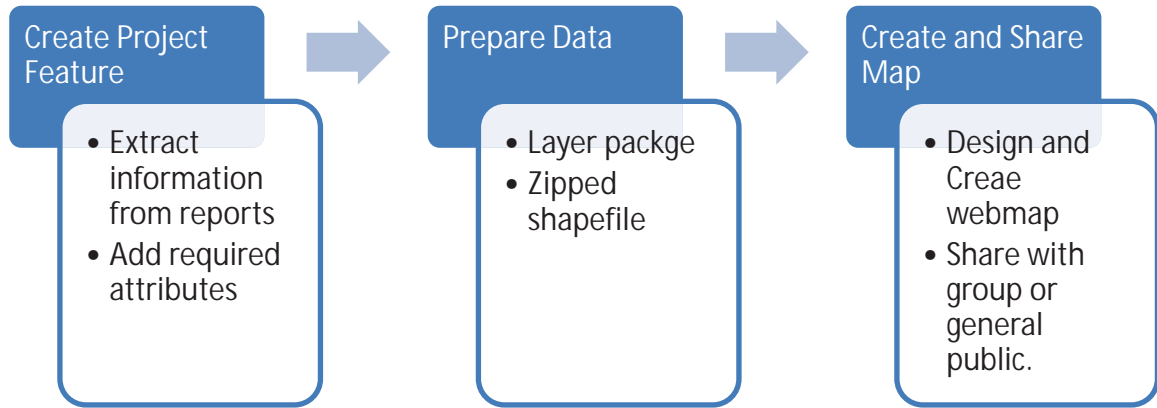 Create Project
Feature
• Extract
information
from reports
• Add required
attributes
Prepare Data
• Layer packge
• Zipped
shapefile
Create and Share
Map
• Design and
Creae
webmap
• Share with
group or
general
public.